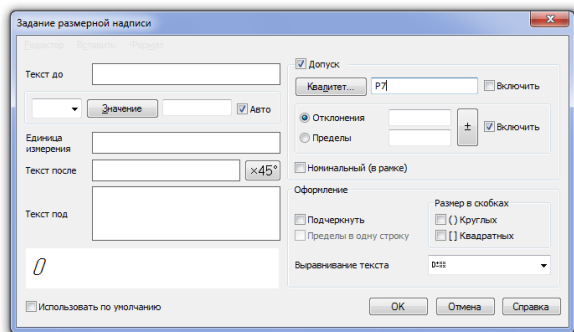 Задание размерной надписи
Редактор Вставить Формат
Текст до
Значение
Авто
Единица
измерения
Текст после
×45°
Текст под
0
Использовать по умолчанию
Допуск
Квалитет...
P7
Включить
Отклонения
Пределы
±
Включить
Номинальный (в рамке)
Оформление
Подчеркнуть
Пределы в одну строку
Размер в скобках
( ) Круглых
[ ] Квадратных
Выравнивание текста
OK
Отмена
Справка